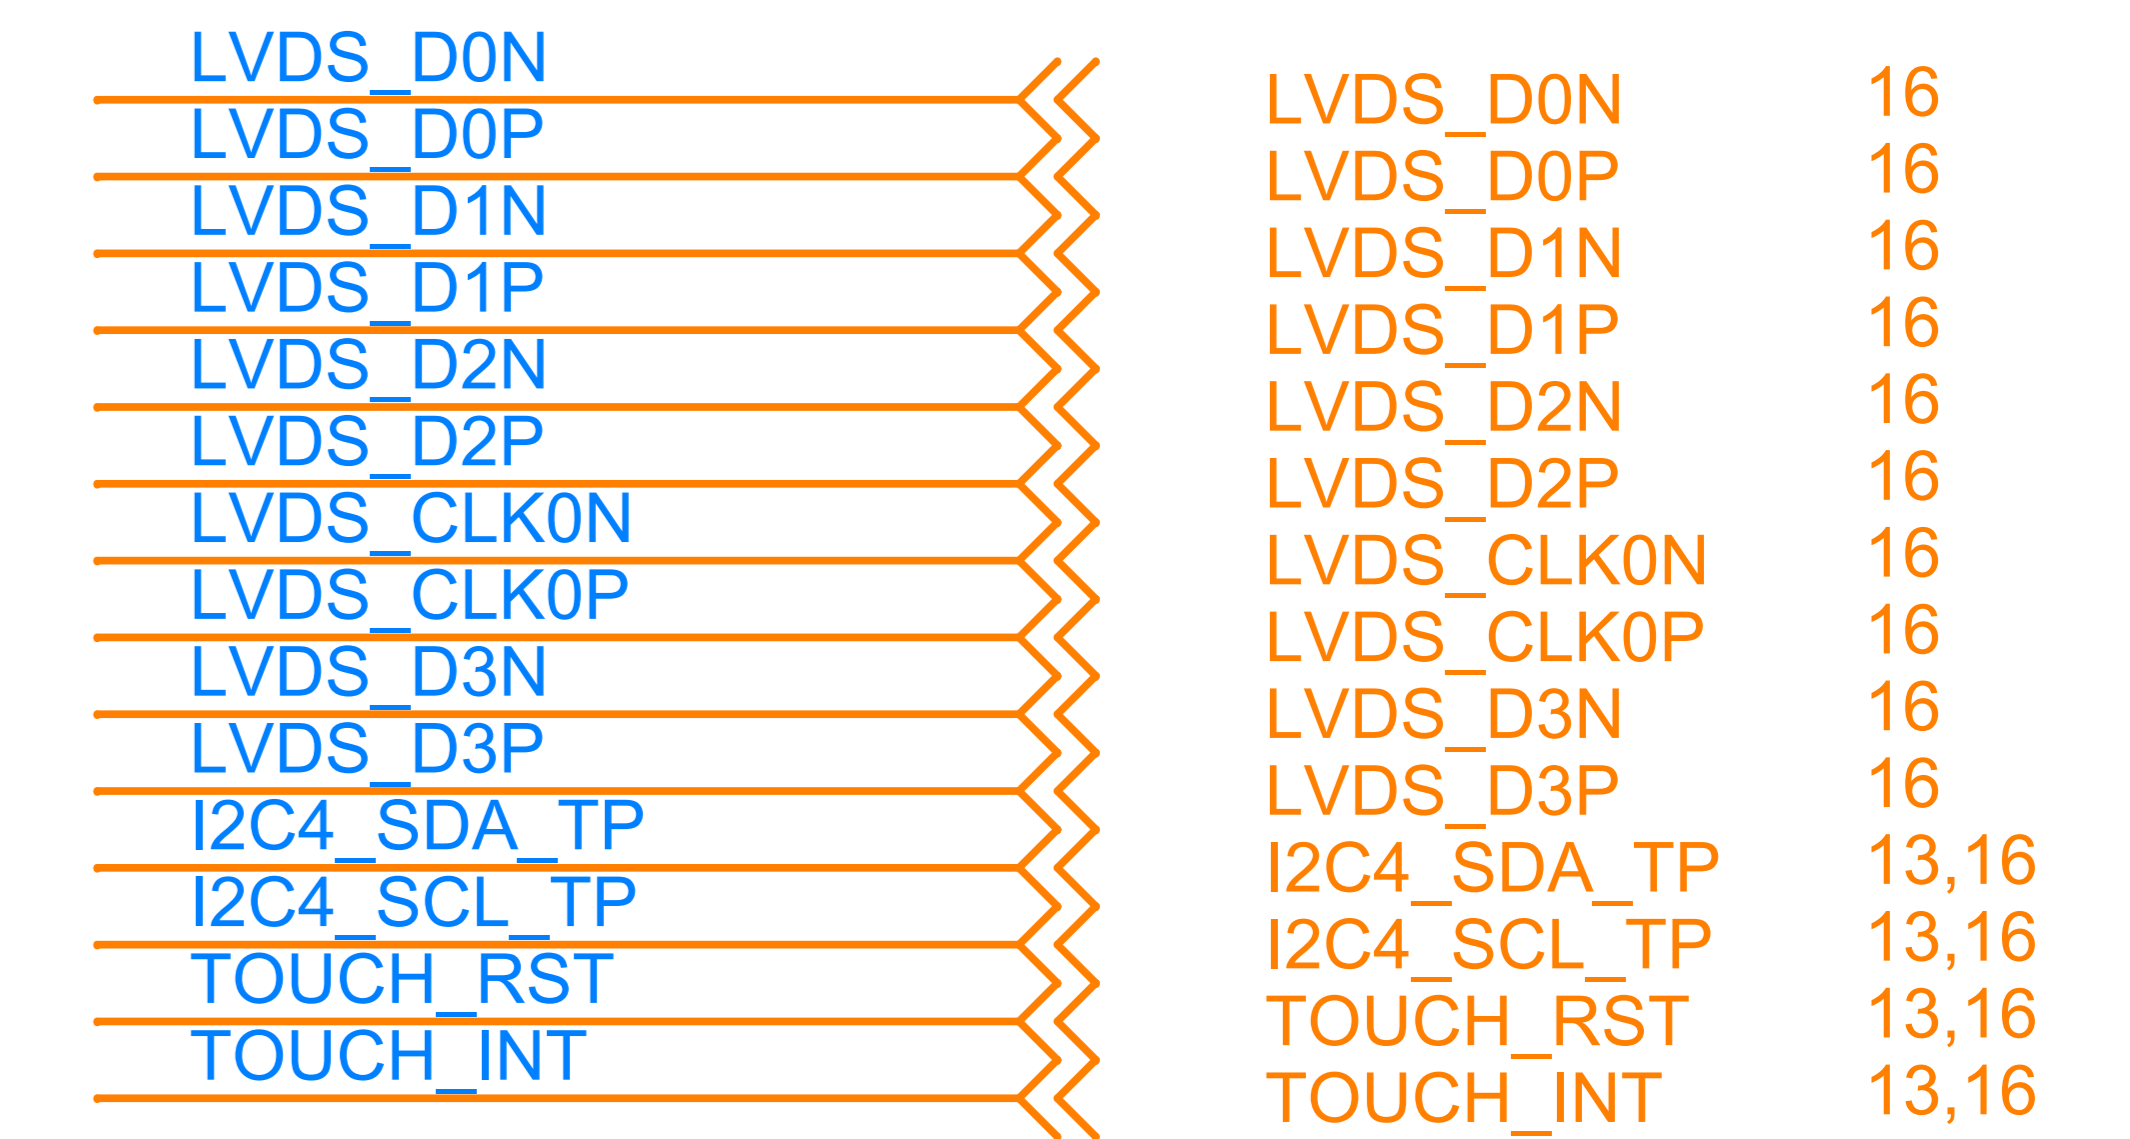 LVDS_D0N LVDS_D0N 16
LVDS_D0P LVDS_D0P 16
LVDS_D1N LVDS_D1N 16
LVDS_D1P LVDS_D1P 16
LVDS_D2N LVDS_D2N 16
LVDS_D2P LVDS_D2P 16
LVDS_CLK0N LVDS_CLK0N 16
LVDS_CLK0P LVDS_CLK0P 16
LVDS_D3N LVDS_D3N 16
LVDS_D3P LVDS_D3P 16
I2C4_SDA_TP I2C4_SDA_TP 13,16
I2C4_SCL_TP I2C4_SCL_TP 13,16
TOUCH_RST TOUCH_RST 13,16
TOUCH_INT TOUCH_INT 13,16